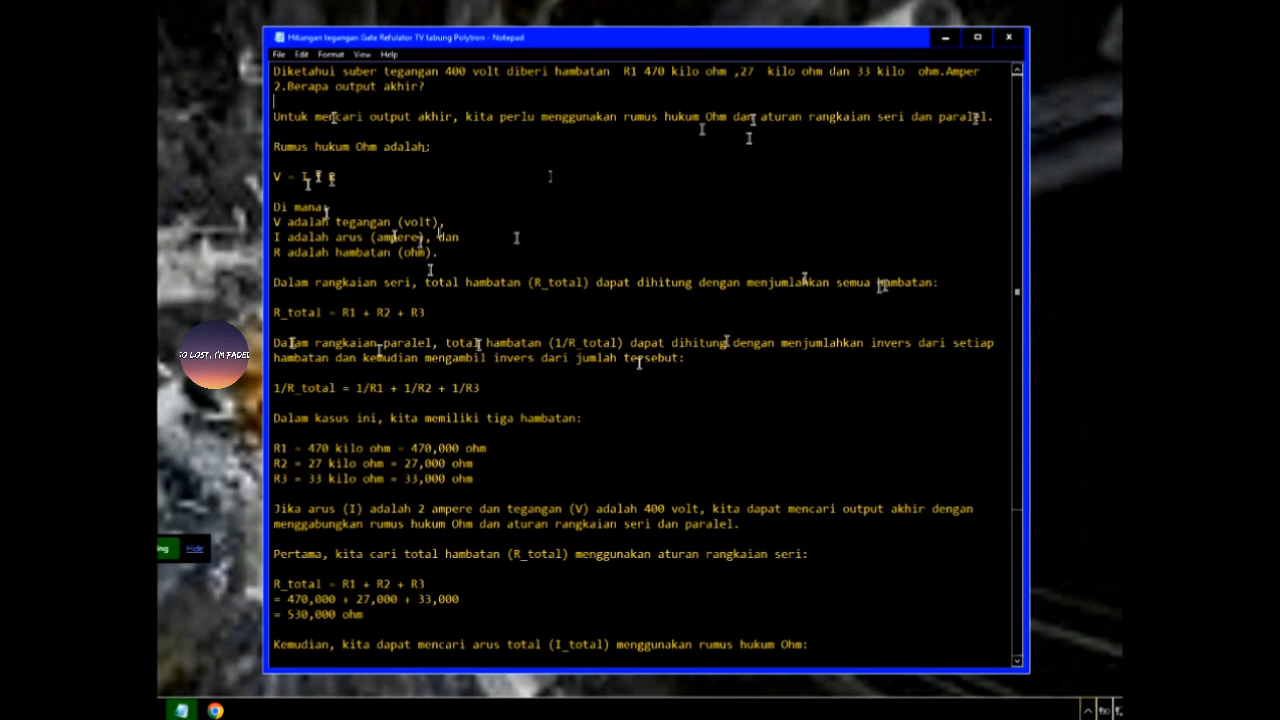 Hitungan tegangan Gate Refulator TV tabung Polytron - Notepad
File Edit Format View Help
Diketahui suber tegangan 400 volt diberi hambatan R1 470 kilo ohm ,27 kilo ohm dan 33 kilo ohm.Amper
2.Berapa output akhir?
Untuk mencari output akhir, kita perlu menggunakan rumus hukum Ohm dan aturan rangkaian seri dan paralel.
Rumus hukum Ohm adalah:
V = I * R
Di mana:
V adalah tegangan (volt),
I adalah arus (ampere), dan
R adalah hambatan (ohm).
Dalam rangkaian seri, total hambatan (R_total) dapat dihitung dengan menjumlahkan semua hambatan:
R_total = R1 + R2 + R3
Dalam rangkaian paralel, total hambatan (1/R_total) dapat dihitung dengan menjumlahkan invers dari setiap
hambatan dan kemudian mengambil invers dari jumlah tersebut:
1/R_total = 1/R1 + 1/R2 + 1/R3
Dalam kasus ini, kita memiliki tiga hambatan:
R1 = 470 kilo ohm = 470,000 ohm
R2 = 27 kilo ohm = 27,000 ohm
R3 = 33 kilo ohm = 33,000 ohm
Jika arus (I) adalah 2 ampere dan tegangan (V) adalah 400 volt, kita dapat mencari output akhir dengan
menggabungkan rumus hukum Ohm dan aturan rangkaian seri dan paralel.
Pertama, kita cari total hambatan (R_total) menggunakan aturan rangkaian seri:
R_total = R1 + R2 + R3
= 470,000 + 27,000 + 33,000
= 530,000 ohm
Kemudian, kita dapat mencari arus total (I_total) menggunakan rumus hukum Ohm:
SO LOST, I'M FADED
Hide